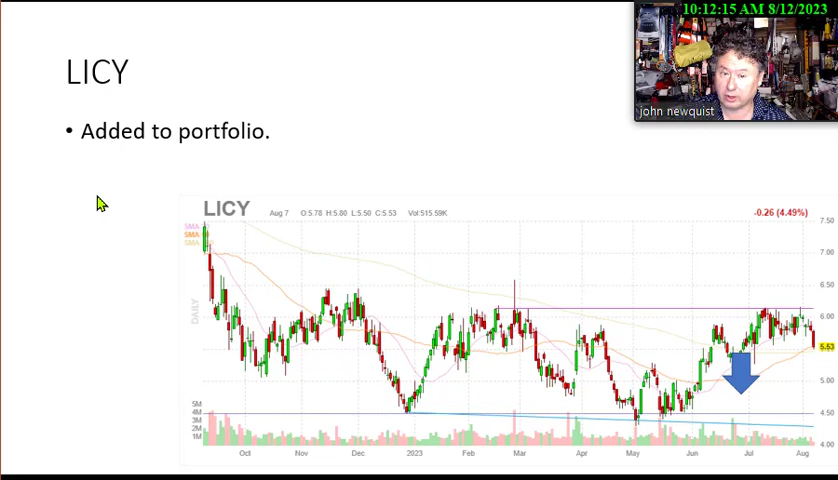 10:12:15 AM 8/12/2023
john newquist
LICY
• Added to portfolio.
LICY Aug 7 O:5.78 H:5.80 L:5.50 C:5.53 Vol:515.59K -0.26 (4.49%)
SMA
SMA
SMA
DAILY
7.50
7.00
6.50
6.00
5.53
5.00
4.50
4.00
5M
4M
3M
2M
1M
Oct Nov Dec 2023 Feb Mar Apr May Jun Jul Aug